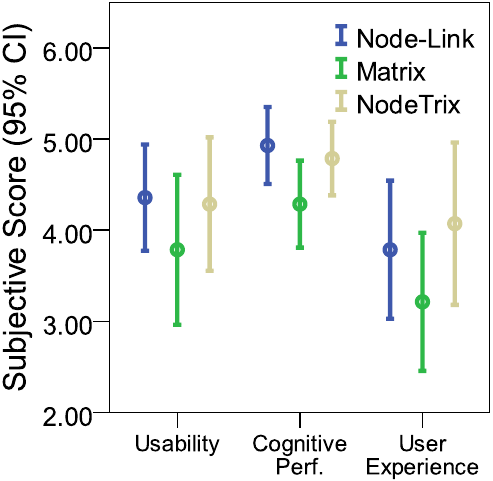 Subjective Score (95% CI)
6.00
5.00
4.00
3.00
2.00
Node-Link
Matrix
NodeTrix
Usability
Cognitive
Perf.
User
Experience